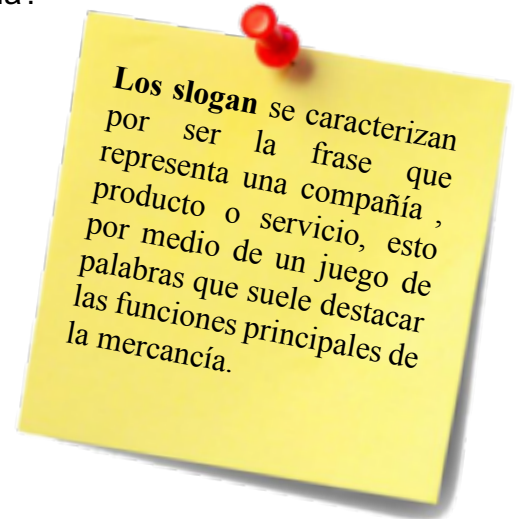 Los slogan se caracterizan
por ser la frase que
representa una compañía ,
producto o servicio, esto
por medio de un juego de
palabras que suele destacar
las funciones principales de
la mercancía.